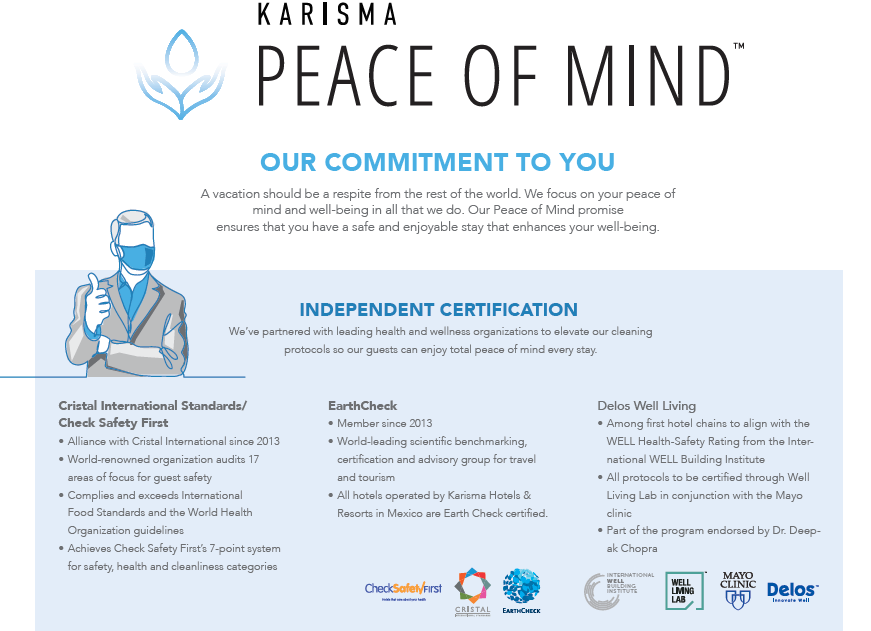 KARISMA
PEACE OF MIND™
OUR COMMITMENT TO YOU
A vacation should be a respite from the rest of the world. We focus on your peace of
mind and well-being in all that we do. Our Peace of Mind promise
ensures that you have a safe and enjoyable stay that enhances your well-being.
INDEPENDENT CERTIFICATION
We've partnered with leading health and wellness organizations to elevate our cleaning
protocols so our guests can enjoy total peace of mind every stay.
Cristal International Standards/
Check Safety First
• Alliance with Cristal International since 2013
• World-renowned organization audits 17
areas of focus for guest safety
• Complies and exceeds International
Food Standards and the World Health
Organization guidelines
• Achieves Check Safety First's 7-point system
for safety, health and cleanliness categories
EarthCheck
• Member since 2013
• World-leading scientific benchmarking,
certification and advisory group for travel
and tourism
• All hotels operated by Karisma Hotels &
Resorts in Mexico are Earth Check certified.
Delos Well Living
• Among first hotel chains to align with the
WELL Health-Safety Rating from the Inter-
national WELL Building Institute
• All protocols to be certified through Well
Living Lab in conjunction with the Mayo
clinic
• Part of the program endorsed by Dr. Deep-
ak Chopra
CheckSafetyFirst
CRISTAL
EARTHCHECK
INTERNATIONAL
WELL
BUILDING
INSTITUTE
WELL
LIVING
LAB
MAYO
CLINIC
Delos™
Innovate Well